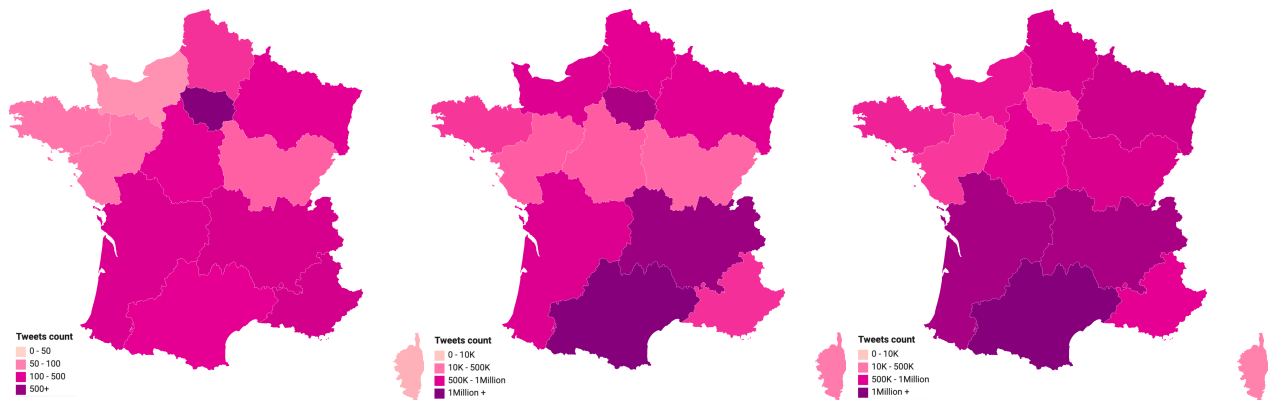 Tweets count
0 - 50
50 - 100
100 - 500
500+
Tweets count
0 - 10K
10K - 500K
500K - 1Million
1Million +
Tweets count
0 - 10K
10K - 500K
500K - 1Million
1Million +